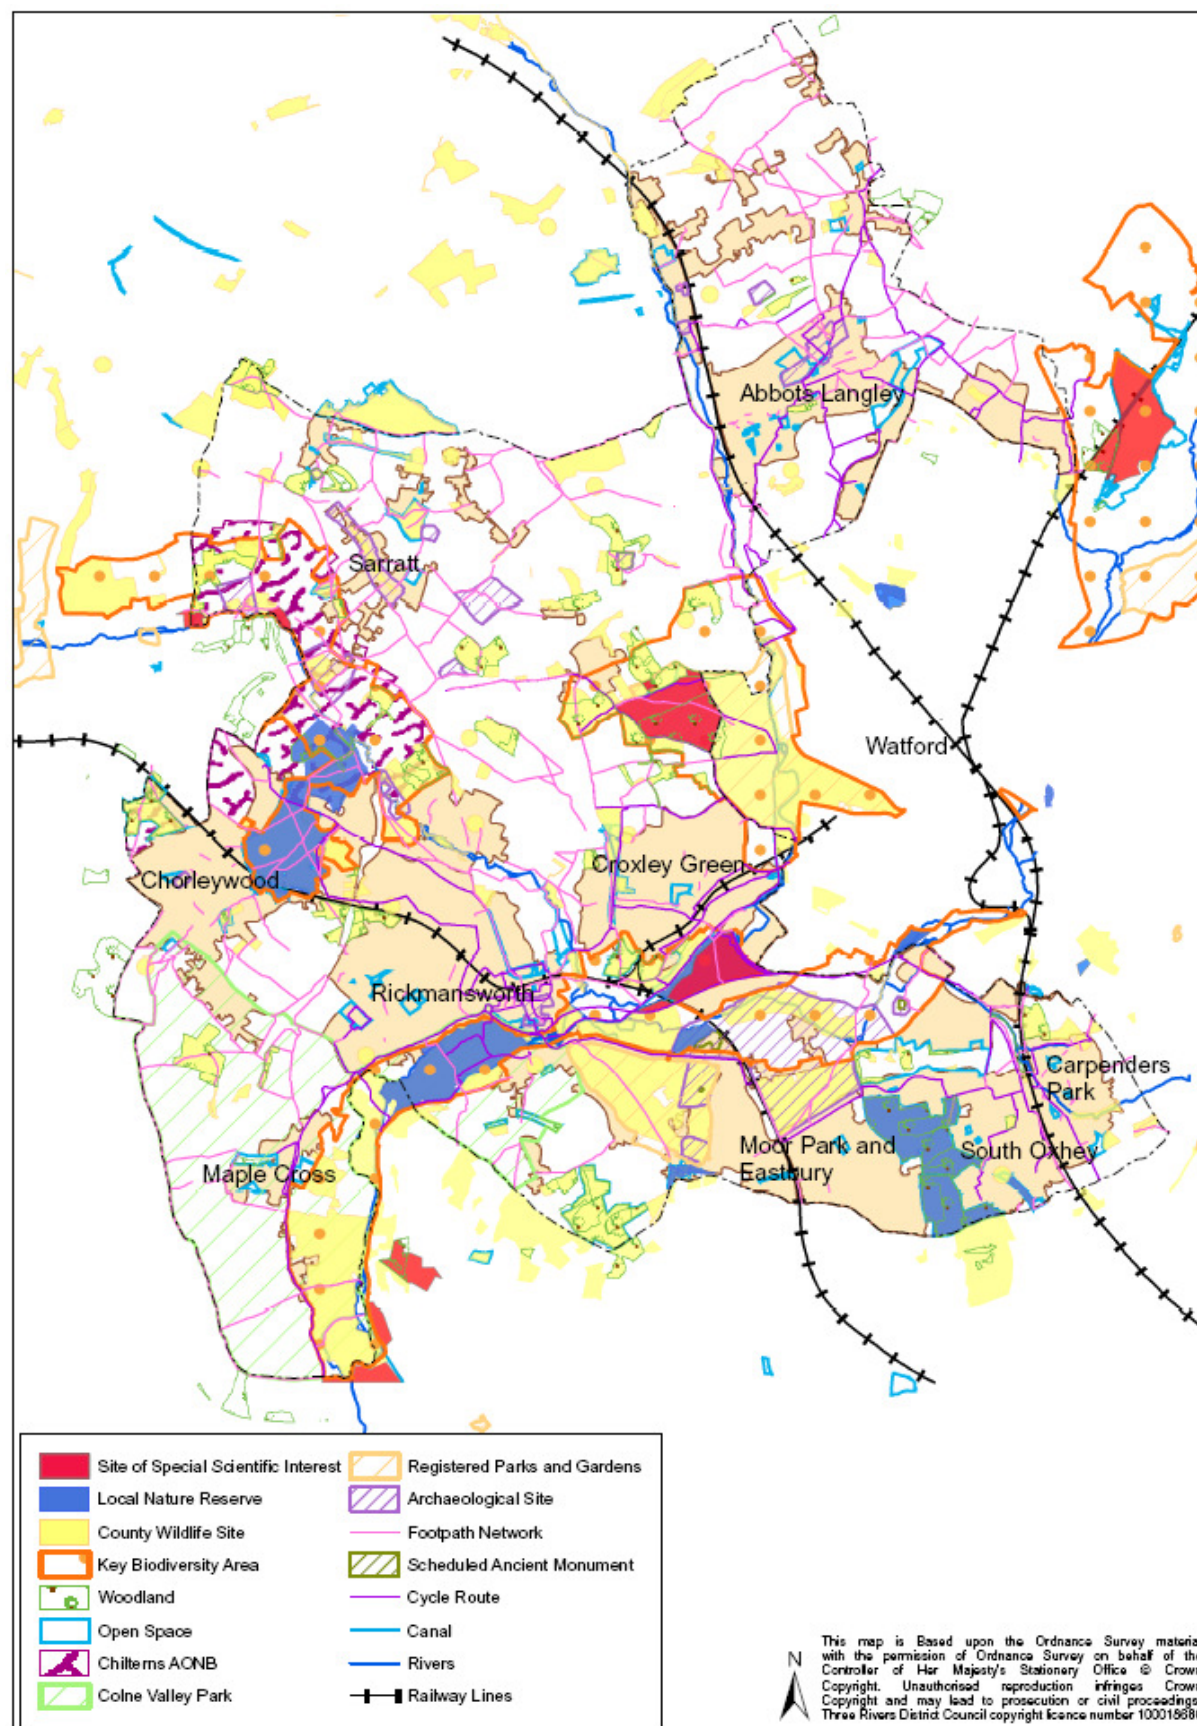 Abbots Langley
Sarratt
Watford
Croxley Green
Chorleywood
Rickmansworth
Carpenders
Park
Moor Park and
Eastbury
South Oxhey
Maple Cross
Site of Special Scientific Interest
Local Nature Reserve
County Wildlife Site
Key Biodiversity Area
Woodland
Open Space
Chilterns AONB
Colne Valley Park
Registered Parks and Gardens
Archaeological Site
Footpath Network
Scheduled Ancient Monument
Cycle Route
Canal
Rivers
Railway Lines
N
This map is Based upon the Ordnance Survey materia
with the permission of Ordnance Survey on behalf of the
Controller of Her Majesty's Stationery Office © Crown
Copyright. Unauthorised reproduction infringes Crown
Copyright and may lead to prosecution or civil proceedings
Three Rivers District Council copyright licence number